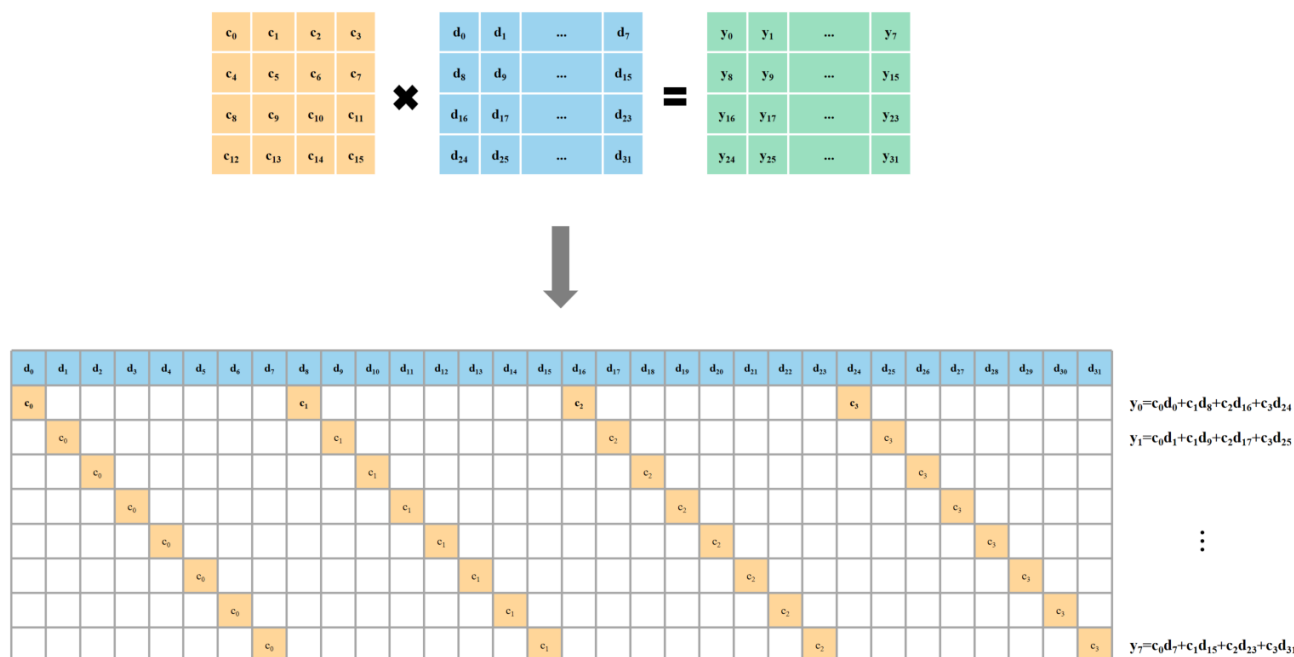 c₀ c₁ c₂ c₃ d₀ d₁ ... d₇ y₀ y₁ ... y₇
c₄ c₅ c₆ c₇ d₈ d₉ ... d₁₅ y₈ y₉ ... y₁₅
c₈ c₉ c₁₀ c₁₁ × d₁₆ d₁₇ ... d₂₃ = y₁₆ y₁₇ ... y₂₃
c₁₂ c₁₃ c₁₄ c₁₅ d₂₄ d₂₅ ... d₃₁ y₂₄ y₂₅ ... y₃₁
d₀ d₁ d₂ d₃ d₄ d₅ d₆ d₇ d₈ d₉ d₁₀ d₁₁ d₁₂ d₁₃ d₁₄ d₁₅ d₁₆ d₁₇ d₁₈ d₁₉ d₂₀ d₂₁ d₂₂ d₂₃ d₂₄ d₂₅ d₂₆ d₂₇ d₂₈ d₂₉ d₃₀ d₃₁
c₀ c₁ c₂ c₃ y₀=c₀d₀+c₁d₈+c₂d₁₆+c₃d₂₄
c₀ c₁ c₂ c₃ y₁=c₀d₁+c₁d₉+c₂d₁₇+c₃d₂₅
c₀ c₁ c₂ c₃
c₀ c₁ c₂ c₃
c₀ c₁ c₂ c₃ ⋮
c₀ c₁ c₂ c₃
c₀ c₁ c₂ c₃
c₀ c₁ c₂ c₃ y₇=c₀d₇+c₁d₁₅+c₂d₂₃+c₃d₃₁